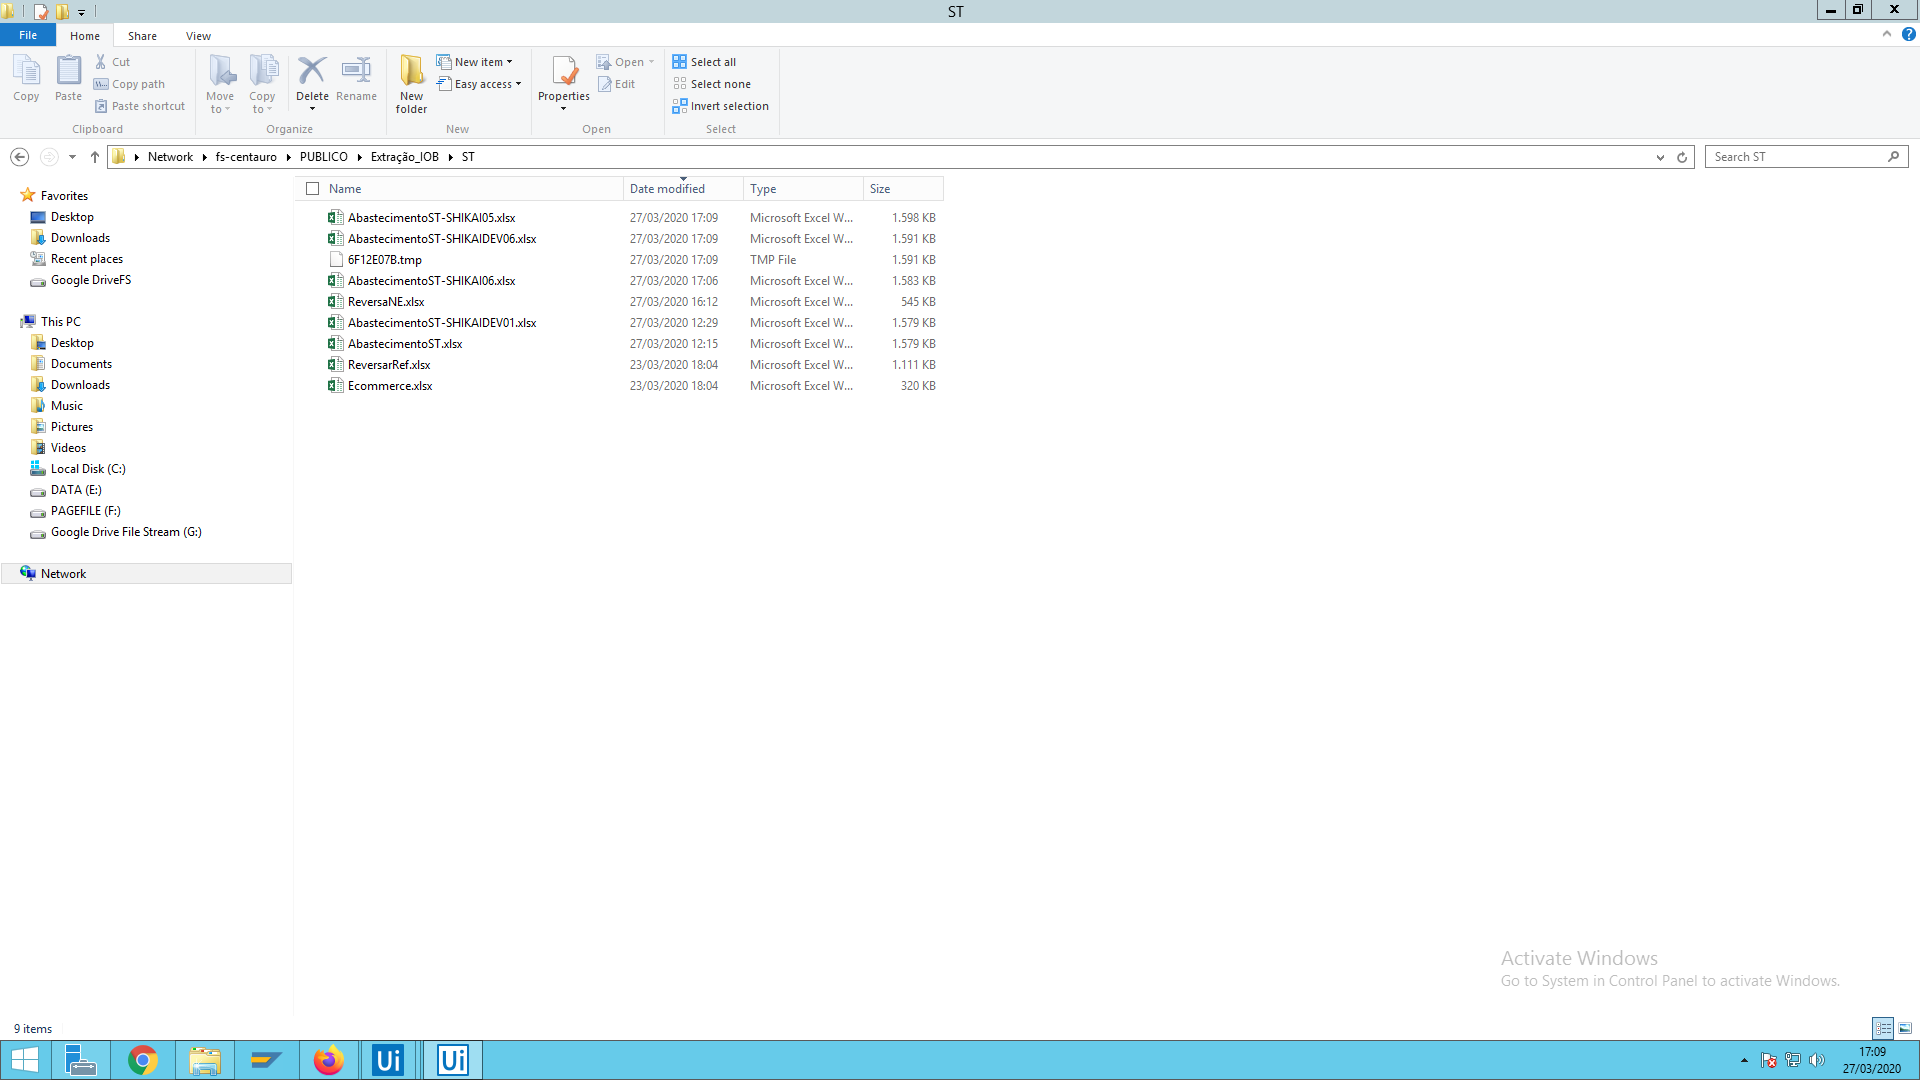 ST
File
Home
Share
View
Copy
Paste
Cut
Copy path
Paste shortcut
Clipboard
Move to
Copy to
Delete
Rename
Organize
New folder
New item
Easy access
New
Properties
Open
Edit
Open
Select all
Select none
Invert selection
Select
Network
fs-centauro
PUBLICO
Extração_IOB
ST
Search ST
Favorites
Desktop
Downloads
Recent places
Google DriveFS
This PC
Desktop
Documents
Downloads
Music
Pictures
Videos
Local Disk (C:)
DATA (E:)
PAGEFILE (F:)
Google Drive File Stream (G:)
Network
Name Date modified Type Size
AbastecimentoST-SHIKAI05.xlsx 27/03/2020 17:09 Microsoft Excel W... 1.598 KB
AbastecimentoST-SHIKAIDEV06.xlsx 27/03/2020 17:09 Microsoft Excel W... 1.591 KB
6F12E07B.tmp 27/03/2020 17:09 TMP File 1.591 KB
AbastecimentoST-SHIKAI06.xlsx 27/03/2020 17:06 Microsoft Excel W... 1.583 KB
ReversaNE.xlsx 27/03/2020 16:12 Microsoft Excel W... 545 KB
AbastecimentoST-SHIKAIDEV01.xlsx 27/03/2020 12:29 Microsoft Excel W... 1.579 KB
AbastecimentoST.xlsx 27/03/2020 12:15 Microsoft Excel W... 1.579 KB
ReversarRef.xlsx 23/03/2020 18:04 Microsoft Excel W... 1.111 KB
Ecommerce.xlsx 23/03/2020 18:04 Microsoft Excel W... 320 KB
Activate Windows
Go to System in Control Panel to activate Windows.
9 items
Ui
Ui
17:09
27/03/2020